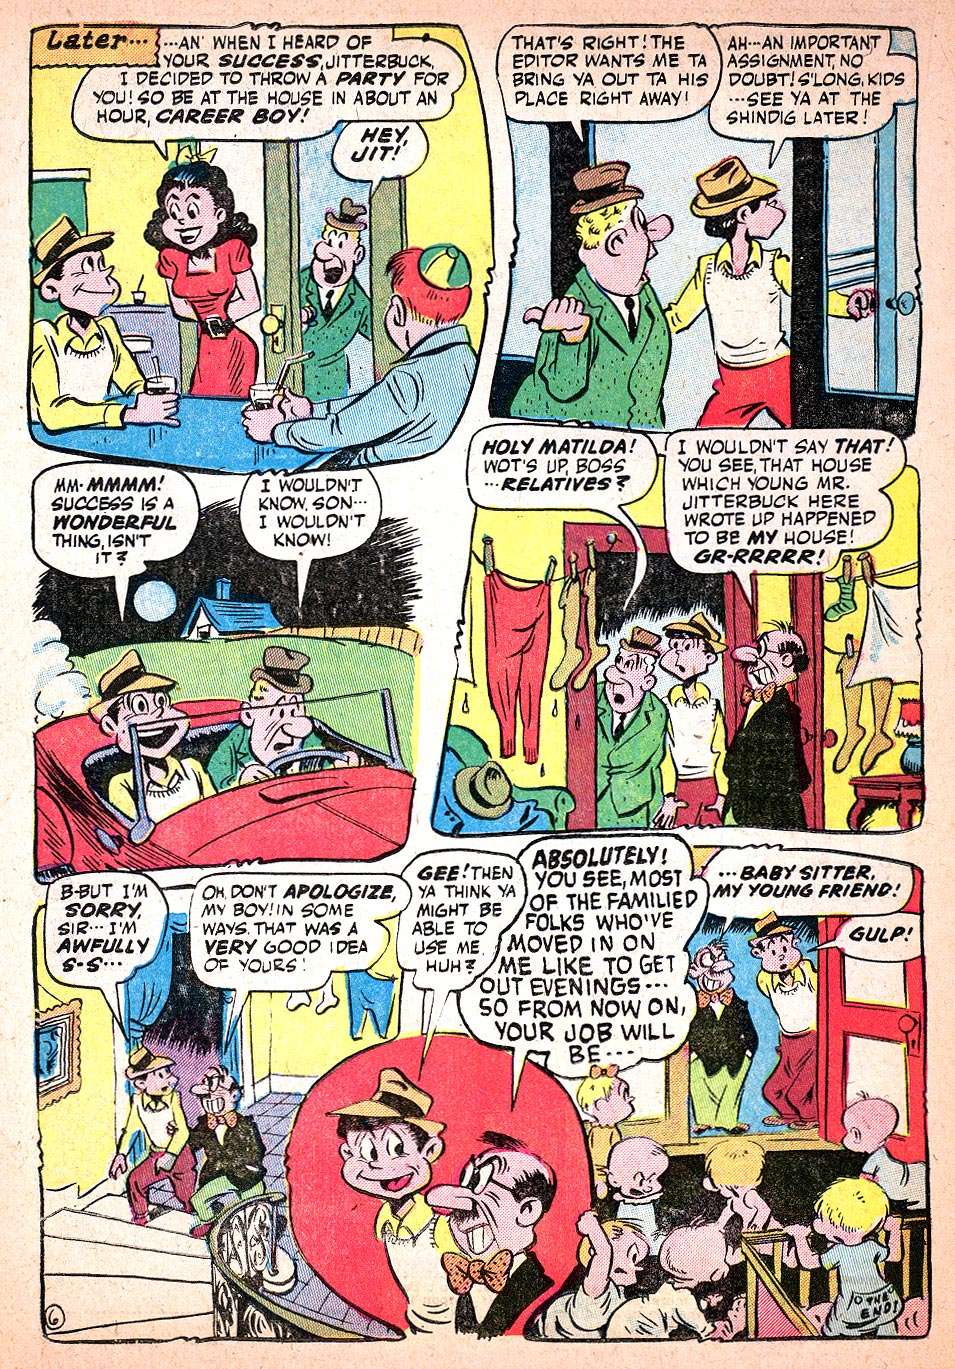 Later...
...AN' WHEN I HEARD OF
YOUR SUCCESS, JITTERBUCK,
I DECIDED TO THROW A PARTY FOR
YOU! SO BE AT THE HOUSE IN ABOUT AN
HOUR, CAREER BOY!
HEY,
JIT!
THAT'S RIGHT! THE
EDITOR WANTS ME TA
BRING YA OUT TA HIS
PLACE RIGHT AWAY!
AH---AN IMPORTANT
ASSIGNMENT, NO
DOUBT! S'LONG, KIDS
---SEE YA AT THE
SHINDIG LATER!
MM-MMMM!
SUCCESS IS A
WONDERFUL
THING, ISN'T
IT?
I WOULDN'T
KNOW, SON---
I WOULDN'T
KNOW!
HOLY MATILDA!
WOT'S UP, BOSS
---RELATIVES?
I WOULDN'T SAY THAT!
YOU SEE, THAT HOUSE
WHICH YOUNG MR.
JITTERBUCK HERE
WROTE UP HAPPENED
TO BE MY HOUSE!
GR-RRRRR!
B-BUT I'M
SORRY,
SIR--- I'M
AWFULLY
S-S---
OH, DON'T APOLOGIZE,
MY BOY! IN SOME
WAYS, THAT WAS A
VERY GOOD IDEA
OF YOURS!
GEE! THEN
YA THINK YA
MIGHT BE
ABLE TO
USE ME,
HUH?
ABSOLUTELY!
YOU SEE, MOST
OF THE FAMILIED
FOLKS WHO'VE
MOVED IN ON
ME LIKE TO GET
OUT EVENINGS---
SO FROM NOW ON,
YOUR JOB WILL
BE---
---BABY SITTER,
MY YOUNG FRIEND!
GULP!
THE
END!
6